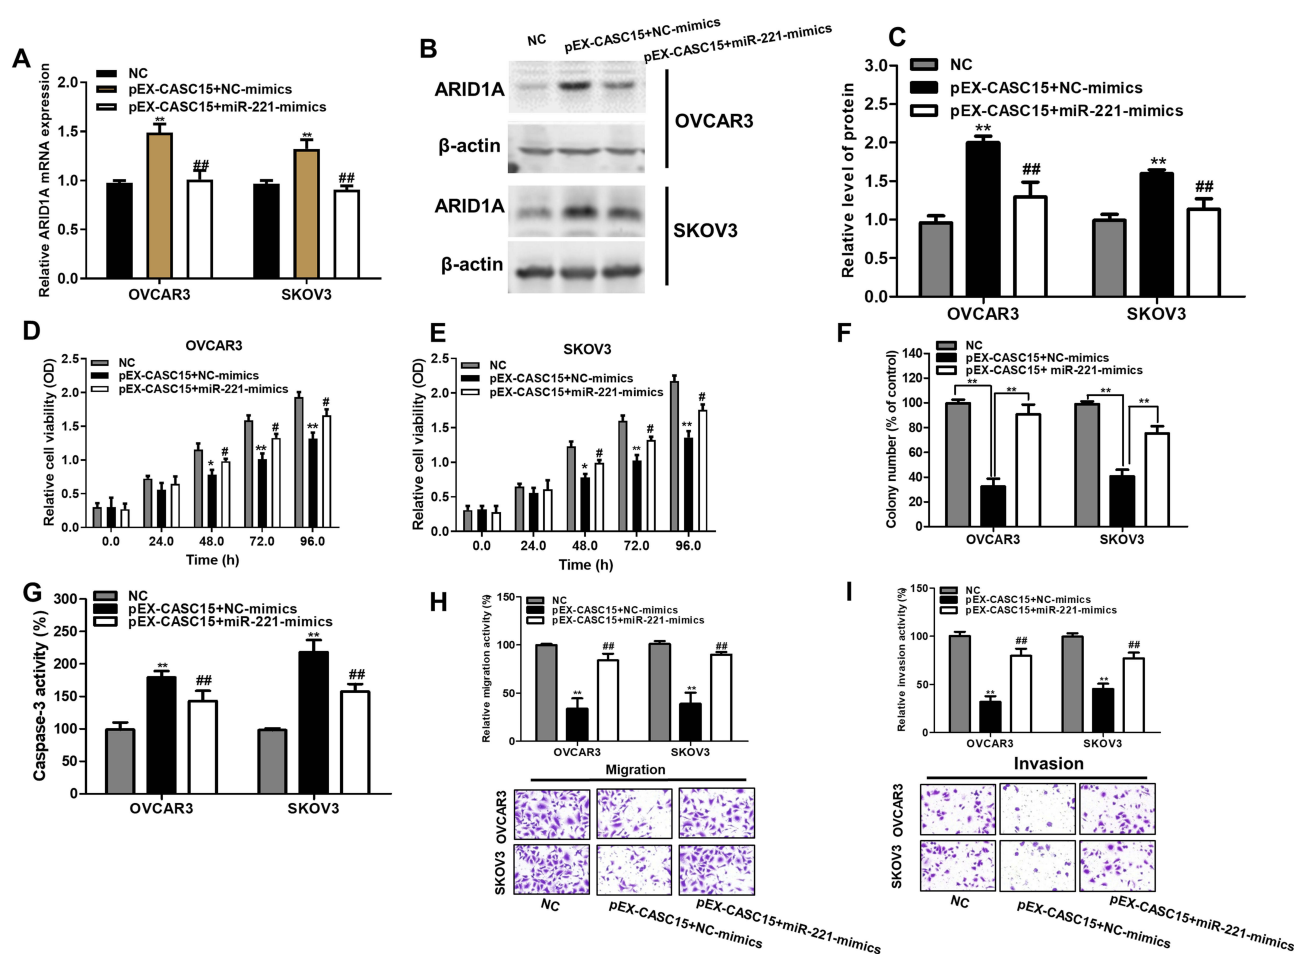 A
NC
pEX-CASC15+NC-mimics
pEX-CASC15+miR-221-mimics
Relative ARID1A mRNA expression
2.0
1.5
1.0
0.5
0.0
**
##
**
##
OVCAR3
SKOV3
B
NC
pEX-CASC15+NC-mimics
pEX-CASC15+miR-221-mimics
ARID1A
β-actin
OVCAR3
ARID1A
β-actin
SKOV3
C
NC
pEX-CASC15+NC-mimics
pEX-CASC15+miR-221-mimics
Relative level of protein
3.0
2.5
2.0
1.5
1.0
0.5
0.0
**
##
**
##
OVCAR3
SKOV3
D
OVCAR3
NC
pEX-CASC15+NC-mimics
pEX-CASC15+miR-221-mimics
Relative cell viability (OD)
2.5
2.0
1.5
1.0
0.5
0.0
*
#
**
#
**
#
0.0
24.0
48.0
72.0
96.0
Time (h)
E
SKOV3
NC
pEX-CASC15+NC-mimics
pEX-CASC15+miR-221-mimics
Relative cell viability (OD)
2.5
2.0
1.5
1.0
0.5
0.0
*
#
**
#
**
#
0.0
24.0
48.0
72.0
96.0
Time (h)
F
NC
pEX-CASC15+NC-mimics
pEX-CASC15+ miR-221-mimics
Colony number (% of control)
140
120
100
80
60
40
20
0
**
**
**
**
OVCAR3
SKOV3
G
NC
pEX-CASC15+NC-mimics
pEX-CASC15+miR-221-mimics
Caspase-3 activity (%)
300
250
200
150
100
50
0
**
##
**
##
OVCAR3
SKOV3
H
NC
pEX-CASC15+NC-mimics
pEX-CASC15+miR-221-mimics
Relative migration activity (%)
150
100
50
0
**
##
**
##
OVCAR3
SKOV3
Migration
OVCAR3
SKOV3
NC
pEX-CASC15+NC-mimics
pEX-CASC15+miR-221-mimics
I
NC
pEX-CASC15+NC-mimics
pEX-CASC15+miR-221-mimics
Relative invasion activity (%)
150
100
50
0
**
##
**
##
OVCAR3
SKOV3
Invasion
OVCAR3
SKOV3
NC
pEX-CASC15+NC-mimics
pEX-CASC15+miR-221-mimics